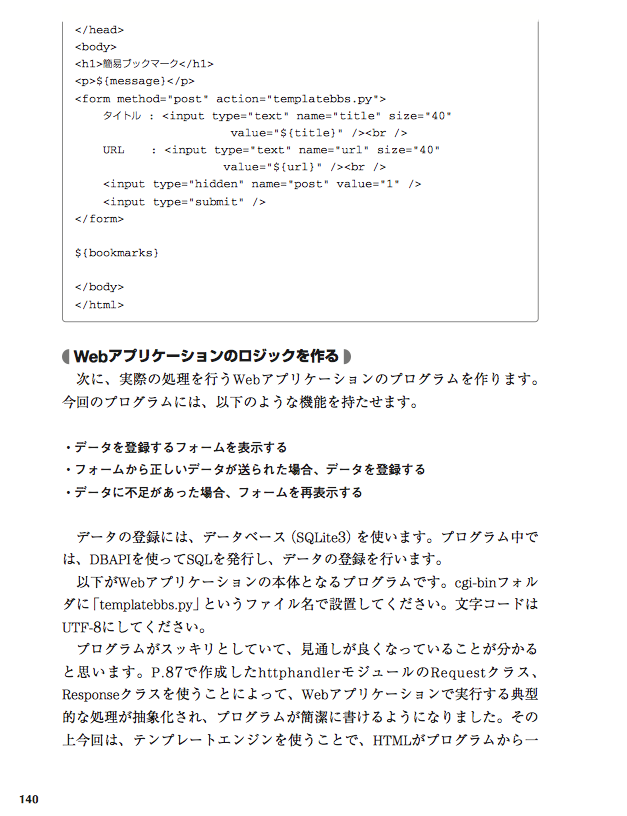 </head>
<body>
<h1>簡易ブックマーク</h1>
<p>${message}</p>
<form method="post" action="templatebbs.py">
タイトル : <input type="text" name="title" size="40"
value="${title}" /><br />
URL : <input type="text" name="url" size="40"
value="${url}" /><br />
<input type="hidden" name="post" value="1" />
<input type="submit" />
</form>
${bookmarks}
</body>
</html>
Webアプリケーションのロジックを作る
次に、実際の処理を行うWebアプリケーションのプログラムを作ります。
今回のプログラムには、以下のような機能を持たせます。
・データを登録するフォームを表示する
・フォームから正しいデータが送られた場合、データを登録する
・データに不足があった場合、フォームを再表示する
データの登録には、データベース（SQLite3）を使います。プログラム中で
は、DBAPIを使ってSQLを発行し、データの登録を行います。
以下がWebアプリケーションの本体となるプログラムです。cgi-binフォル
ダに「templatebbs.py」というファイル名で設置してください。文字コードは
UTF-8にしてください。
プログラムがスッキリとしていて、見通しが良くなっていることが分かる
と思います。P.87で作成したhttphandlerモジュールのRequestクラス、
Responseクラスを使うことによって、Webアプリケーションで実行する典型
的な処理が抽象化され、プログラムが簡潔に書けるようになりました。その
上今回は、テンプレートエンジンを使うことで、HTMLがプログラムから一
140